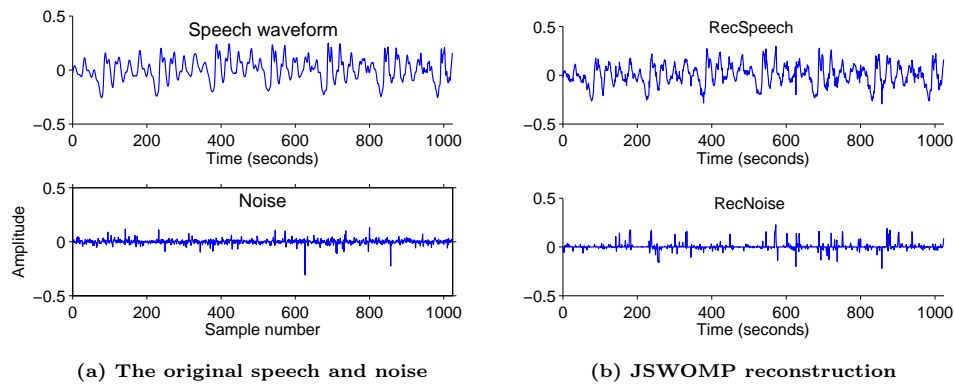 Speech waveform
0.5
0
−0.5
0 200 400 600 800 1000
Time (seconds)
Noise
Amplitude
0.5
0
−0.5
0 200 400 600 800 1000
Sample number
(a) The original speech and noise
RecSpeech
0.5
0
−0.5
0 200 400 600 800 1000
Time (seconds)
RecNoise
0.5
0
−0.5
0 200 400 600 800 1000
Time (seconds)
(b) JSWOMP reconstruction